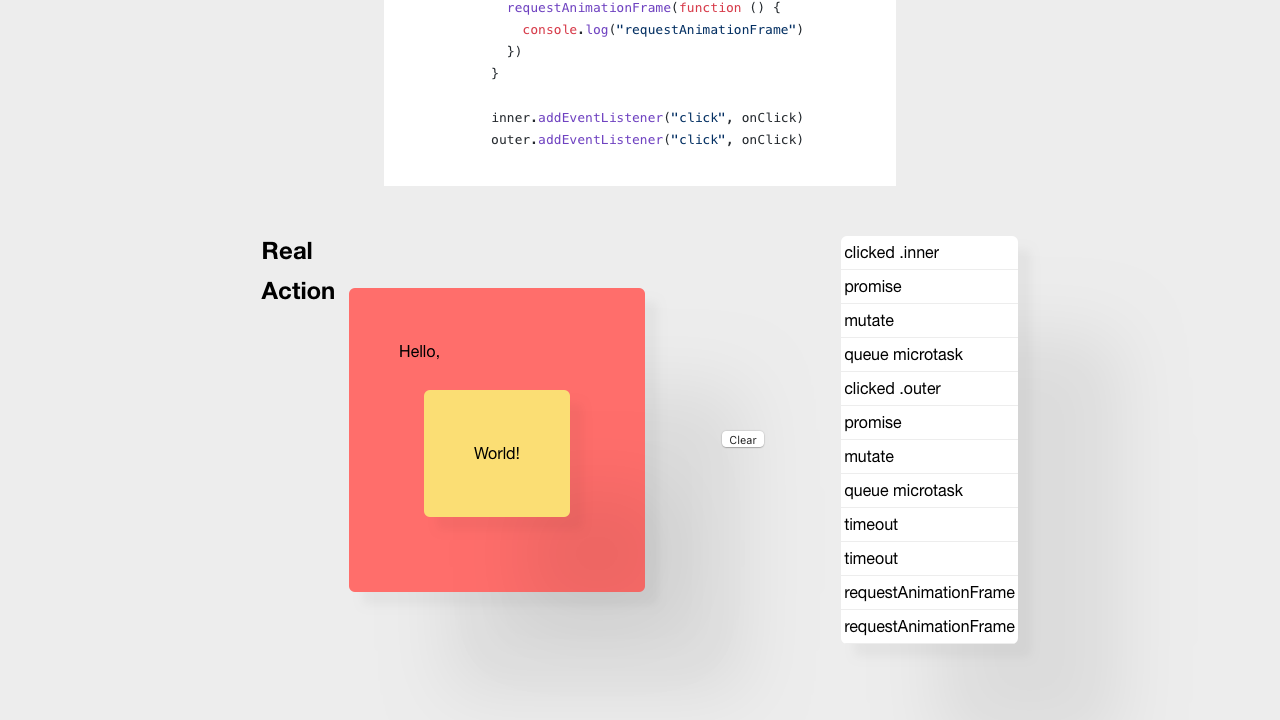 requestAnimationFrame(function () {
console.log("requestAnimationFrame")
})
}
inner.addEventListener("click", onClick)
outer.addEventListener("click", onClick)
Real
Action
Hello,
World!
Clear
clicked .inner
promise
mutate
queue microtask
clicked .outer
promise
mutate
queue microtask
timeout
timeout
requestAnimationFrame
requestAnimationFrame